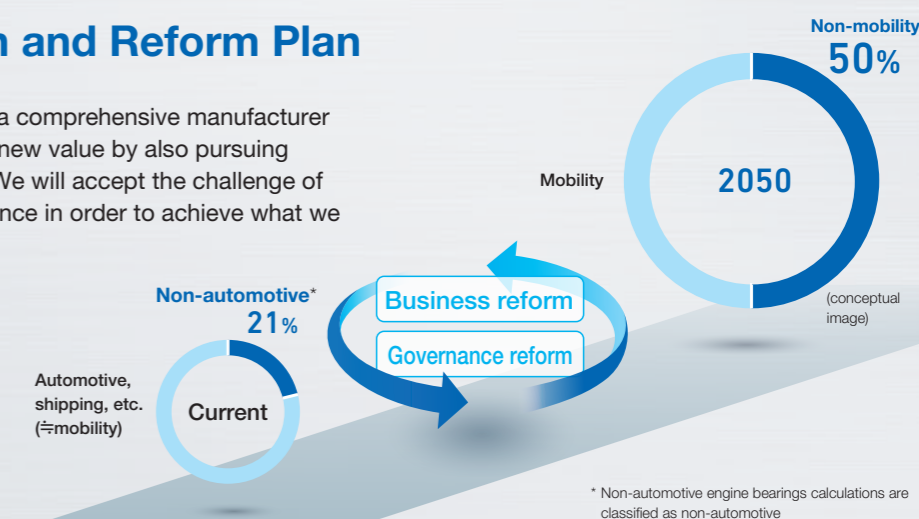 n and Reform Plan
a comprehensive manufacturer
new value by also pursuing
We will accept the challenge of
nce in order to achieve what we
Non-mobility
50%
Mobility
2050
(conceptual
image)
Business reform
Governance reform
Non-automotive*
21%
Automotive,
shipping, etc.
(≒mobility)
Current
* Non-automotive engine bearings calculations are
classified as non-automotive